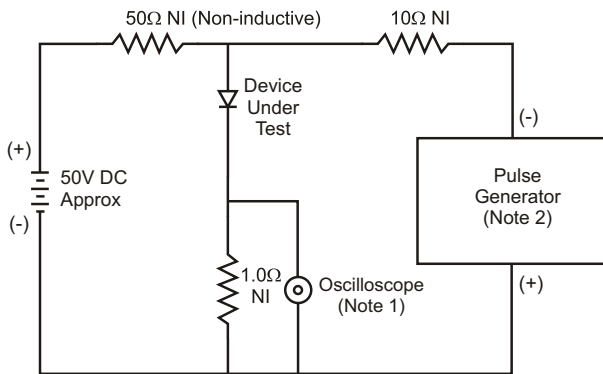 50Ω NI (Non-inductive)
10Ω NI
Device
Under
Test
(-)
(+)
50V DC
Approx
(-)
Pulse
Generator
(Note 2)
1.0Ω
NI
Oscilloscope
(Note 1)
(+)